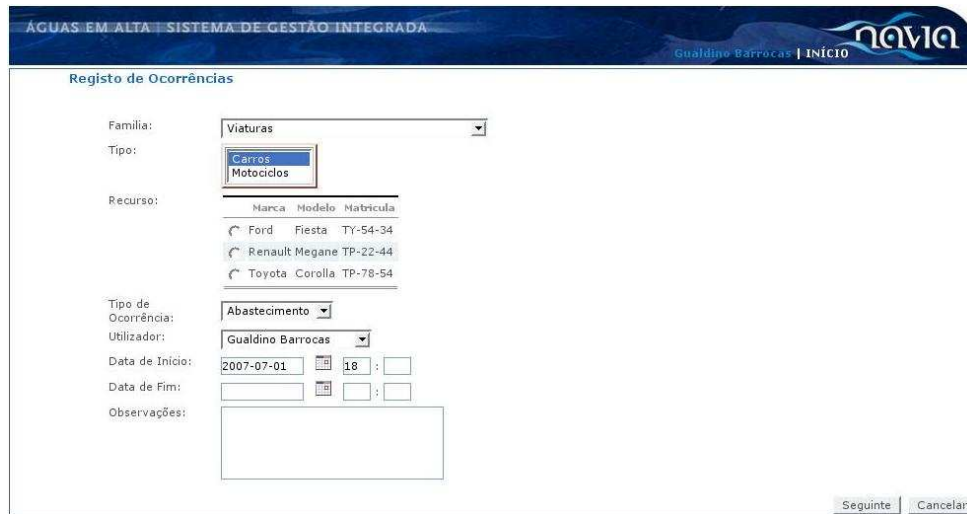 ÁGUAS EM ALTA | SISTEMA DE GESTÃO INTEGRADA
navia
Gualdino Barrocas | INÍCIO
Registo de Ocorrências
Familia: Viaturas
Tipo: Carros
Motociclos
Recurso:
Marca Modelo Matricula
Ford Fiesta TY-54-34
Renault Megane TP-22-44
Toyota Corolla TP-78-54
Tipo de
Ocorrência: Abastecimento
Utilizador: Gualdino Barrocas
Data de Início: 2007-07-01 18 :
Data de Fim: :
Observações:
Seguinte Cancelar